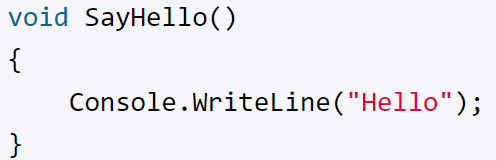 void SayHello()
{
    Console.WriteLine("Hello");
}